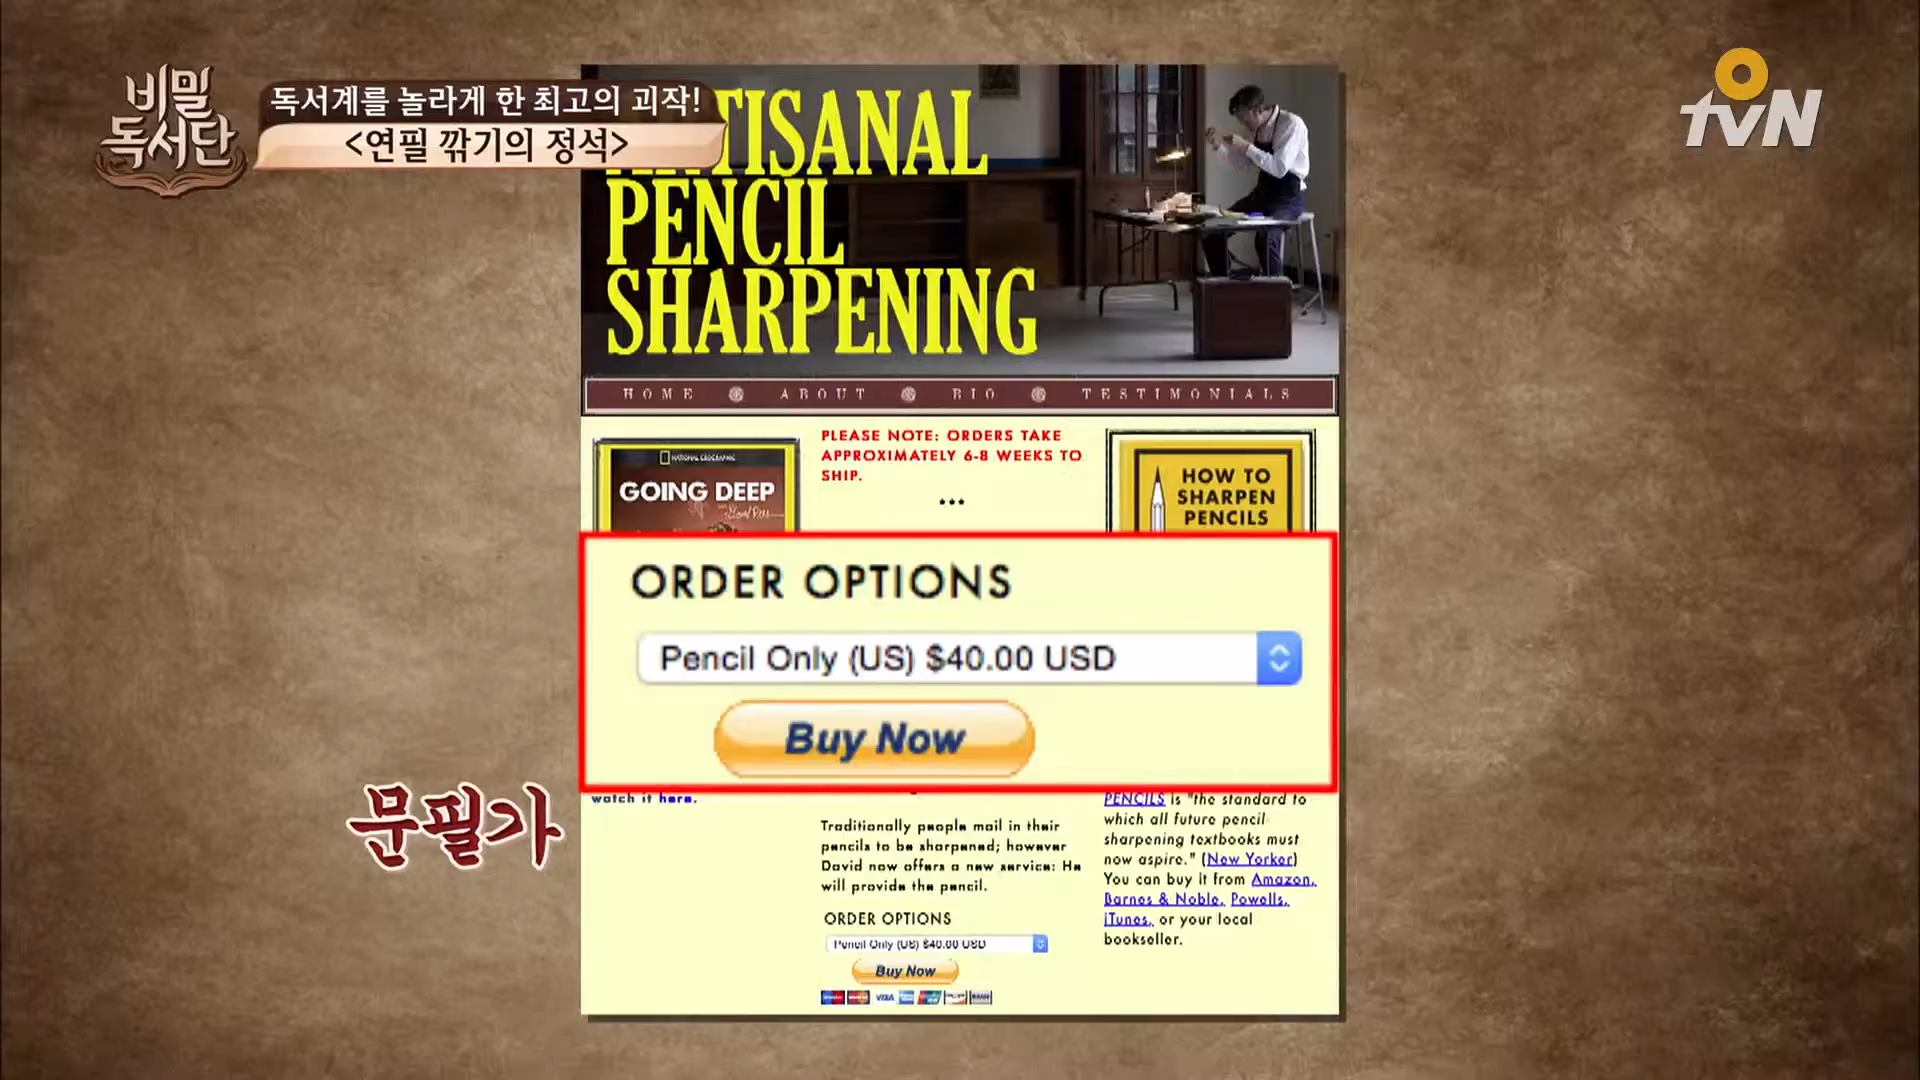 비밀
독서단
독서계를 놀라게 한 최고의 괴작!
<연필 깎기의 정석>
tvN
ARTISANAL
PENCIL
SHARPENING
HOME
ABOUT
BIO
TESTIMONIALS
NATIONAL GEOGRAPHIC
GOING DEEP
PLEASE NOTE: ORDERS TAKE
APPROXIMATELY 6-8 WEEKS TO
SHIP.
•••
HOW TO
SHARPEN
PENCILS
ORDER OPTIONS
Pencil Only (US) $40.00 USD
Buy Now
문필가
watch it here.
Traditionally people mail in their
pencils to be sharpened; however
David now offers a new service: He
will provide the pencil.
ORDER OPTIONS
Pencil Only (US) $40.00 USD
Buy Now
VISA
PENCILS is "the standard to
which all future pencil-
sharpening textbooks must
now aspire." (New Yorker)
You can buy it from Amazon,
Barnes & Noble, Powells,
iTunes, or your local
bookseller.